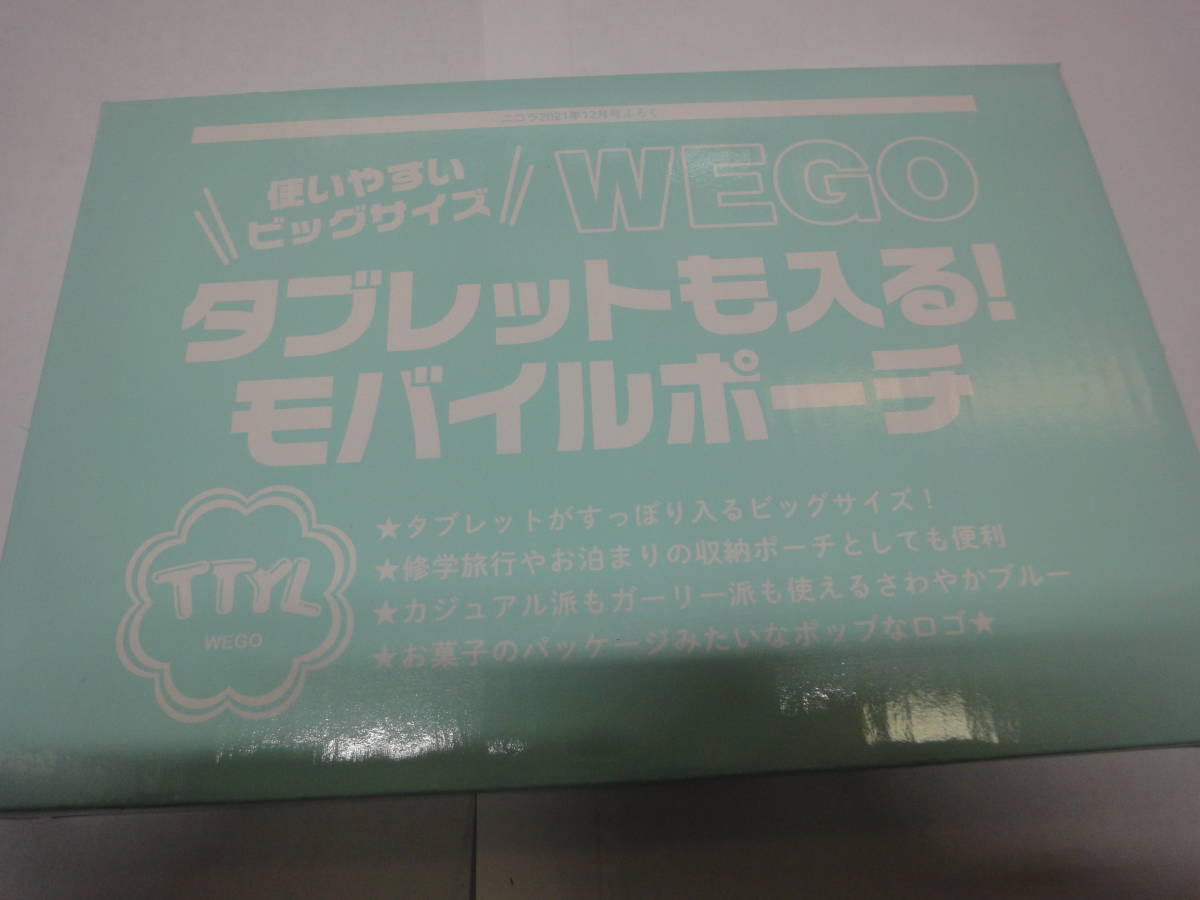 ニコラ2021年12月号ふろく
使いやすい
ビッグサイズ
WEGO
タブレットも入る!
モバイルポーチ
TTYL
WEGO
★タブレットがすっぽり入るビッグサイズ!
★修学旅行やお泊まりの収納ポーチとしても便利
★カジュアル派もガーリー派も使えるさわやかブルー
★お菓子のパッケージみたいなポップなロゴ★